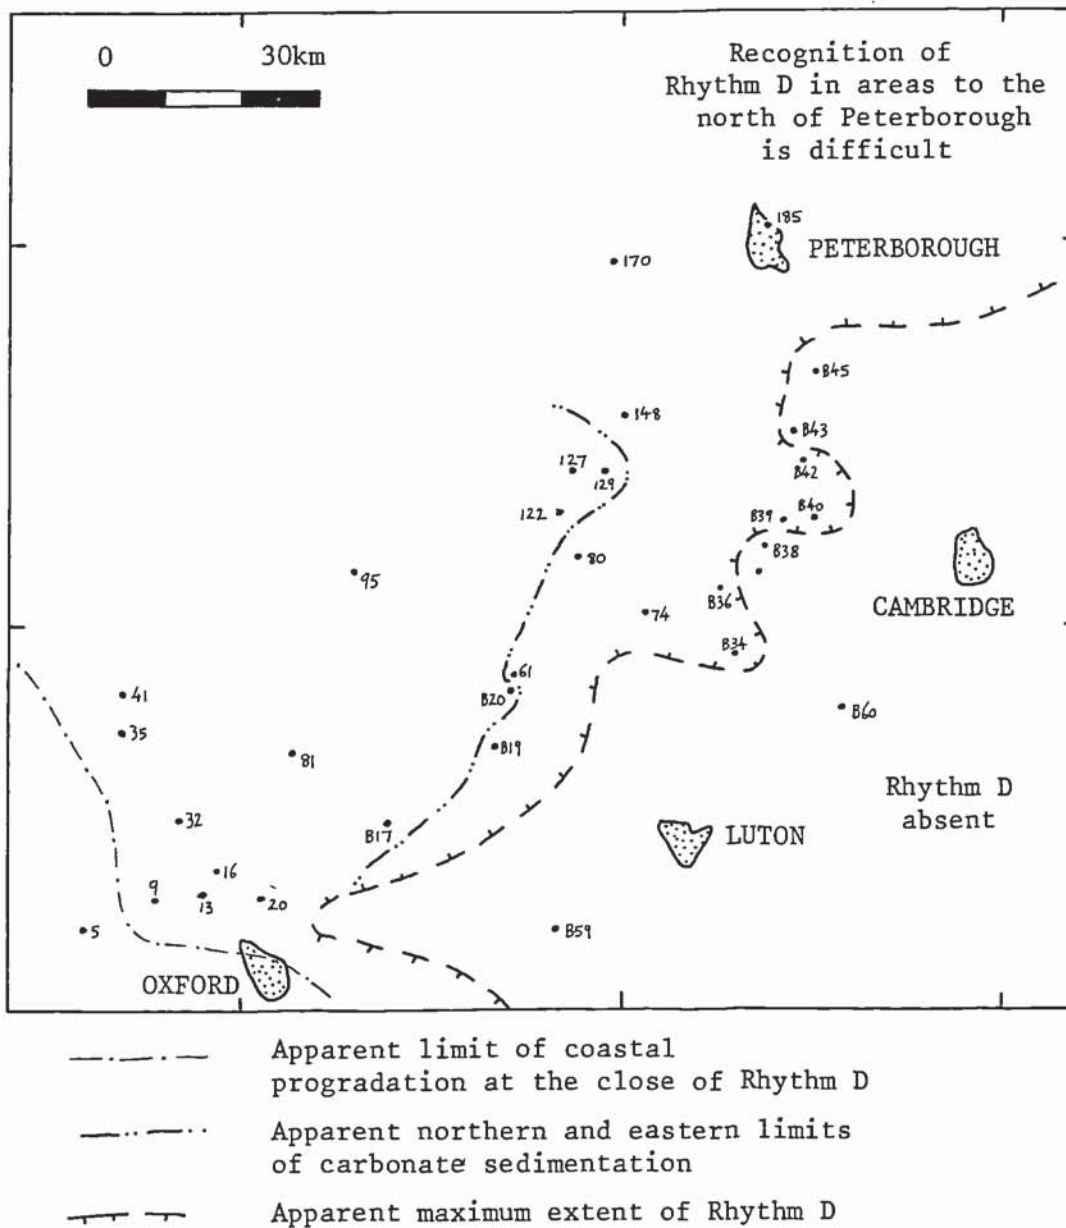 0 30km
Recognition of
Rhythm D in areas to the
north of Peterborough
is difficult
185
PETERBOROUGH
170
B45
148
B43
127
129
B42
122
B39
B40
80
B38
95
B36
CAMBRIDGE
74
B34
61
41
B20
B60
35
B19
81
Rhythm D
absent
32
B17
LUTON
16
9
13
20
5
B59
OXFORD
Apparent limit of coastal
progradation at the close of Rhythm D
Apparent northern and eastern limits
of carbonate sedimentation
Apparent maximum extent of Rhythm D